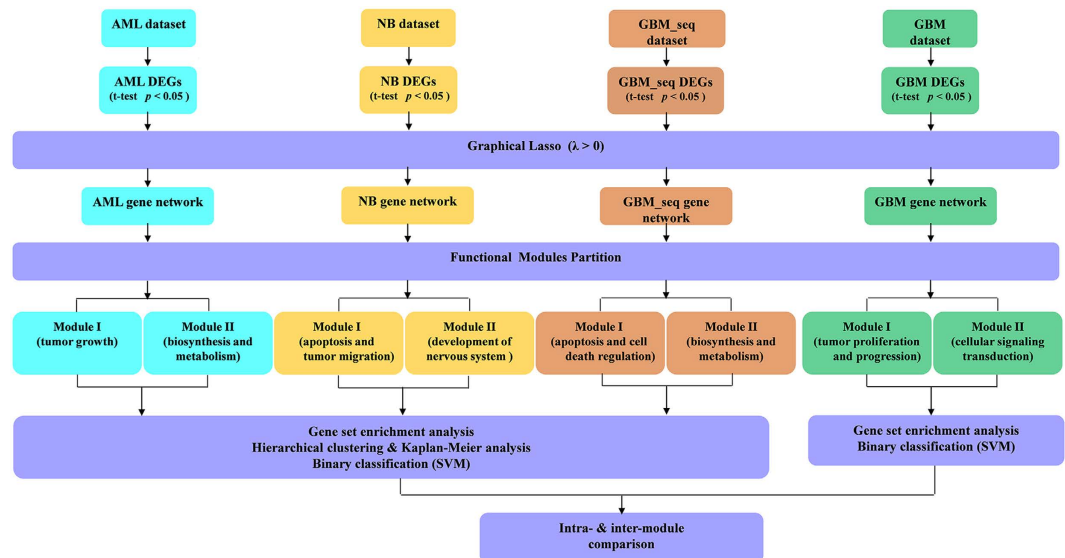 AML dataset
NB dataset
GBM_seq
dataset
GBM
dataset
AML DEGs
(t-test p < 0.05 )
NB DEGs
(t-test p < 0.05 )
GBM_seq DEGs
(t-test p < 0.05 )
GBM DEGs
(t-test p < 0.05 )
Graphical Lasso (λ > 0)
AML gene network
NB gene network
GBM_seq gene
network
GBM gene network
Functional Modules Partition
Module I
(tumor growth)
Module II
(biosynthesis and
metabolism)
Module I
(apoptosis and
tumor migration)
Module II
(development of
nervous system )
Module I
(apoptosis and cell
death regulation)
Module II
(biosynthesis and
metabolism)
Module I
(tumor proliferation
and progression)
Module II
(cellular signaling
transduction)
Gene set enrichment analysis
Hierarchical clustering & Kaplan-Meier analysis
Binary classification (SVM)
Gene set enrichment analysis
Binary classification (SVM)
Intra- & inter-module
comparison